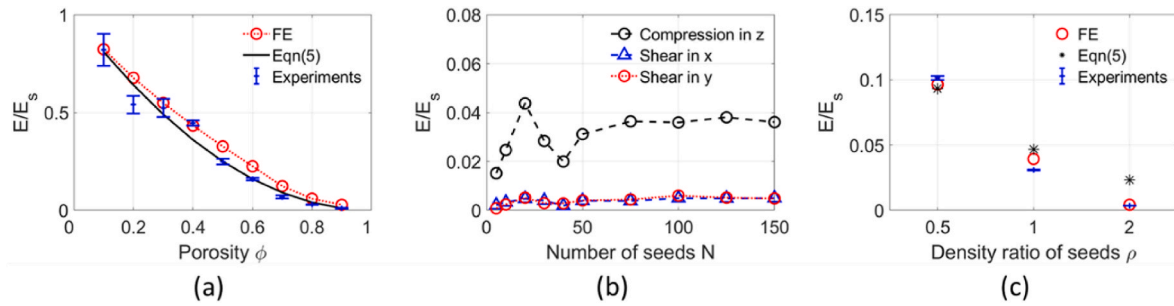 E/Es
1
0.5
0
0
0.2
0.4
0.6
0.8
1
Porosity ϕ
FE
Eqn(5)
Experiments
(a)
E/Es
0.08
0.06
0.04
0.02
0
0
50
100
150
Number of seeds N
Compression in z
Shear in x
Shear in y
(b)
E/Es
0.15
0.1
0.05
0
0.5
1
2
Density ratio of seeds ρ
FE
Eqn(5)
Experiments
(c)